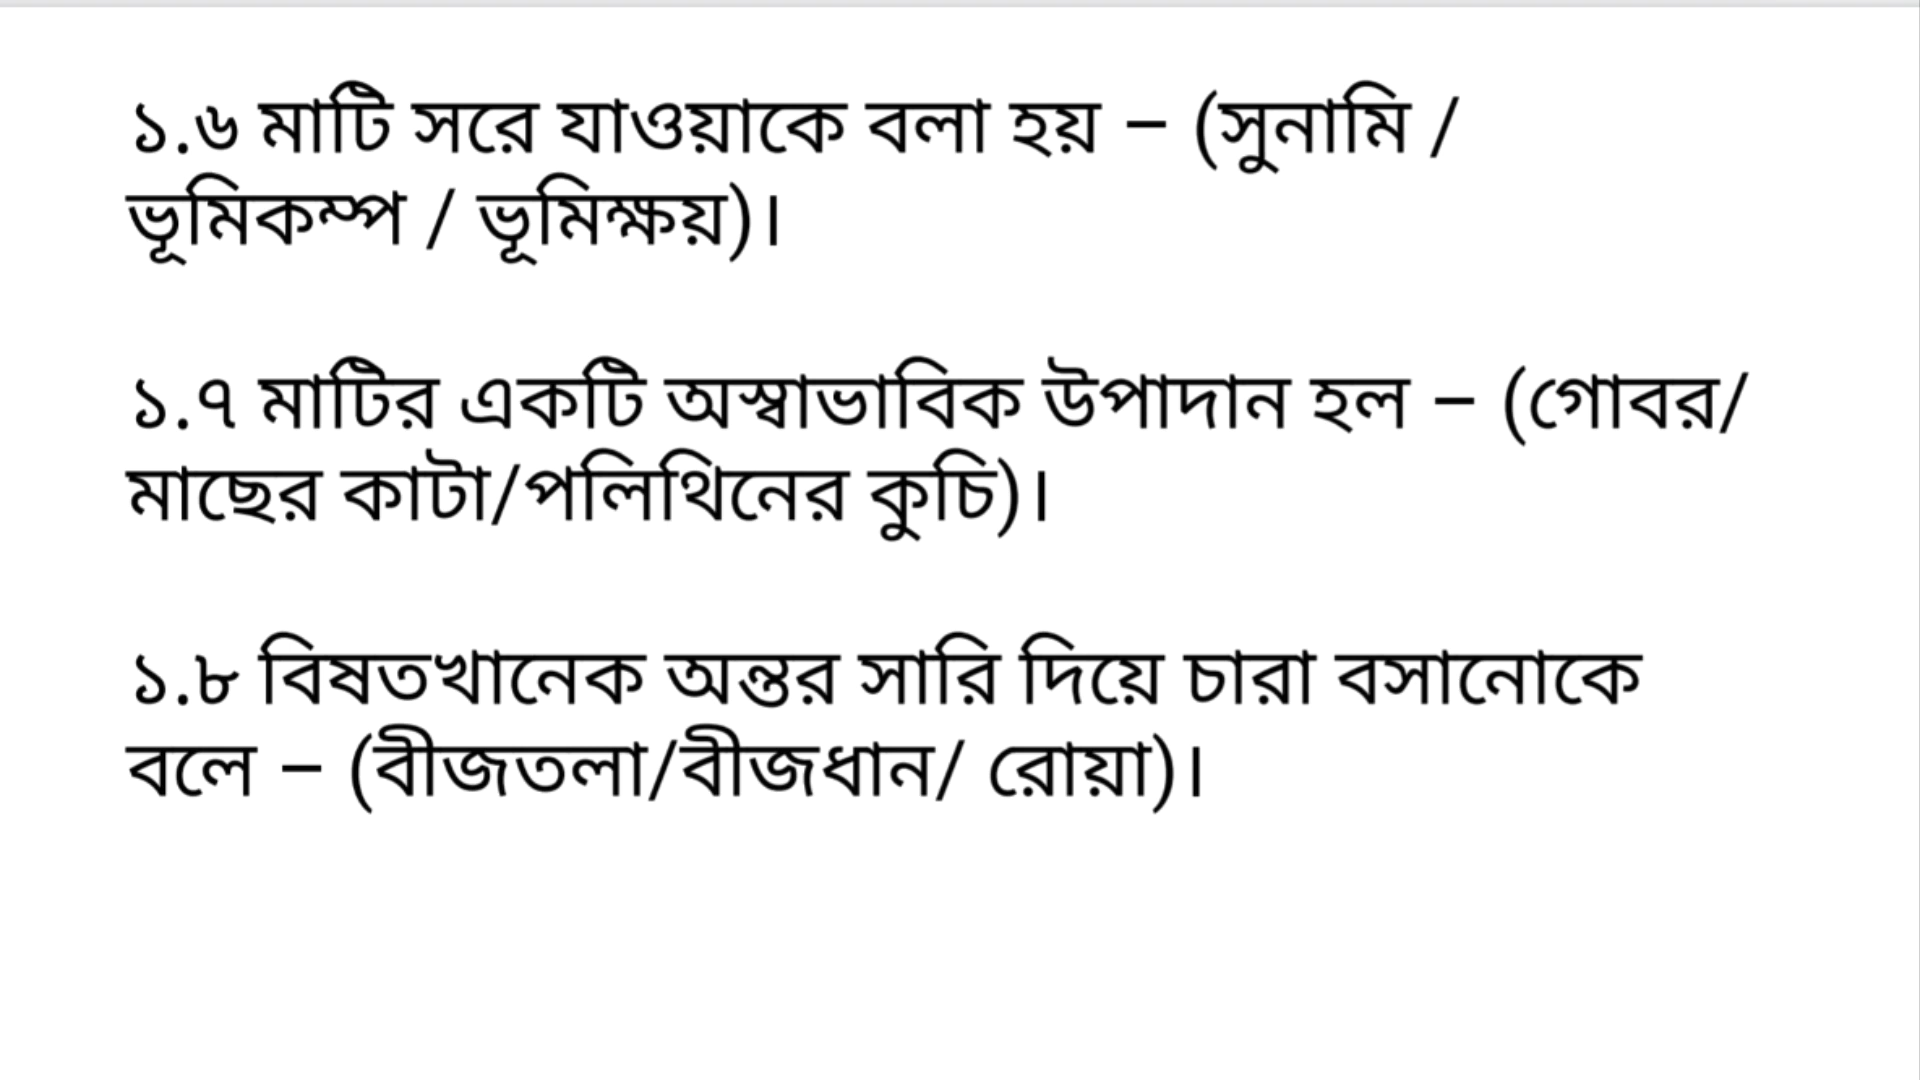 ১.৬ মাটি সরে যাওয়াকে বলা হয় – (সুনামি /
ভূমিকম্প / ভূমিক্ষয়)।
১.৭ মাটির একটি অস্বাভাবিক উপাদান হল – (গোবর/
মাছের কাটা/পলিথিনের কুচি)।
১.৮ বিষতখানেক অন্তর সারি দিয়ে চারা বসানোকে
বলে – (বীজতলা/বীজধান/ রোয়া)।